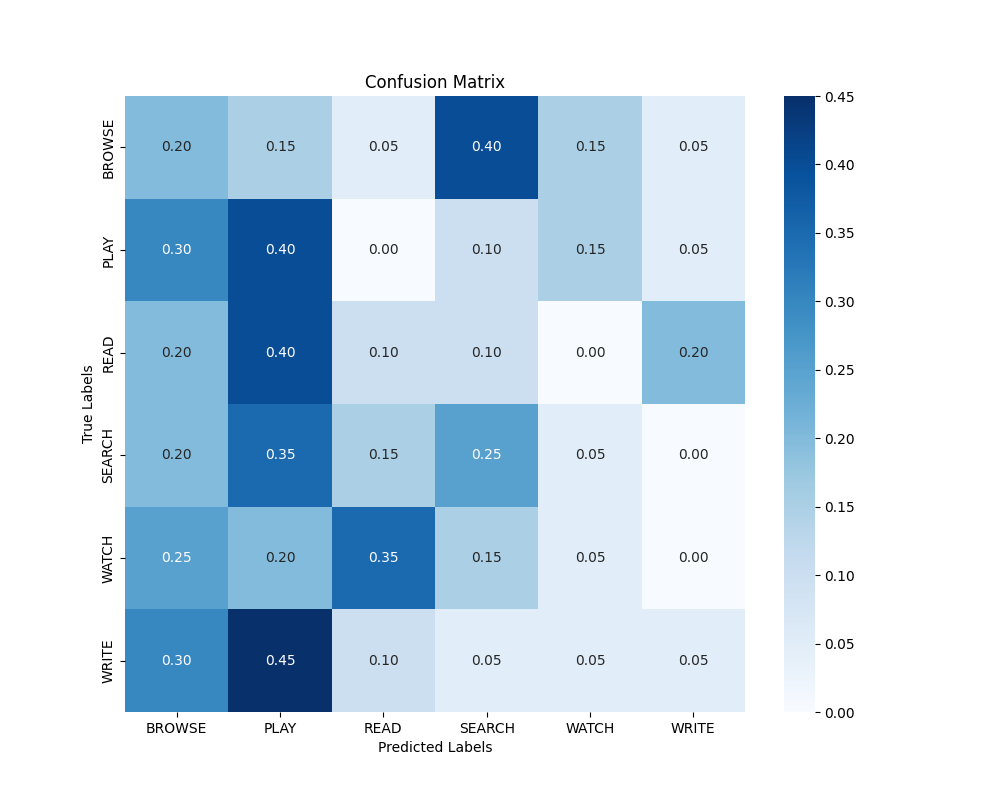 Confusion Matrix
True Labels
BROWSE 0.20 0.15 0.05 0.40 0.15 0.05
PLAY 0.30 0.40 0.00 0.10 0.15 0.05
READ 0.20 0.40 0.10 0.10 0.00 0.20
SEARCH 0.20 0.35 0.15 0.25 0.05 0.00
WATCH 0.25 0.20 0.35 0.15 0.05 0.00
WRITE 0.30 0.45 0.10 0.05 0.05 0.05
BROWSE PLAY READ SEARCH WATCH WRITE
Predicted Labels
0.45
0.40
0.35
0.30
0.25
0.20
0.15
0.10
0.05
0.00